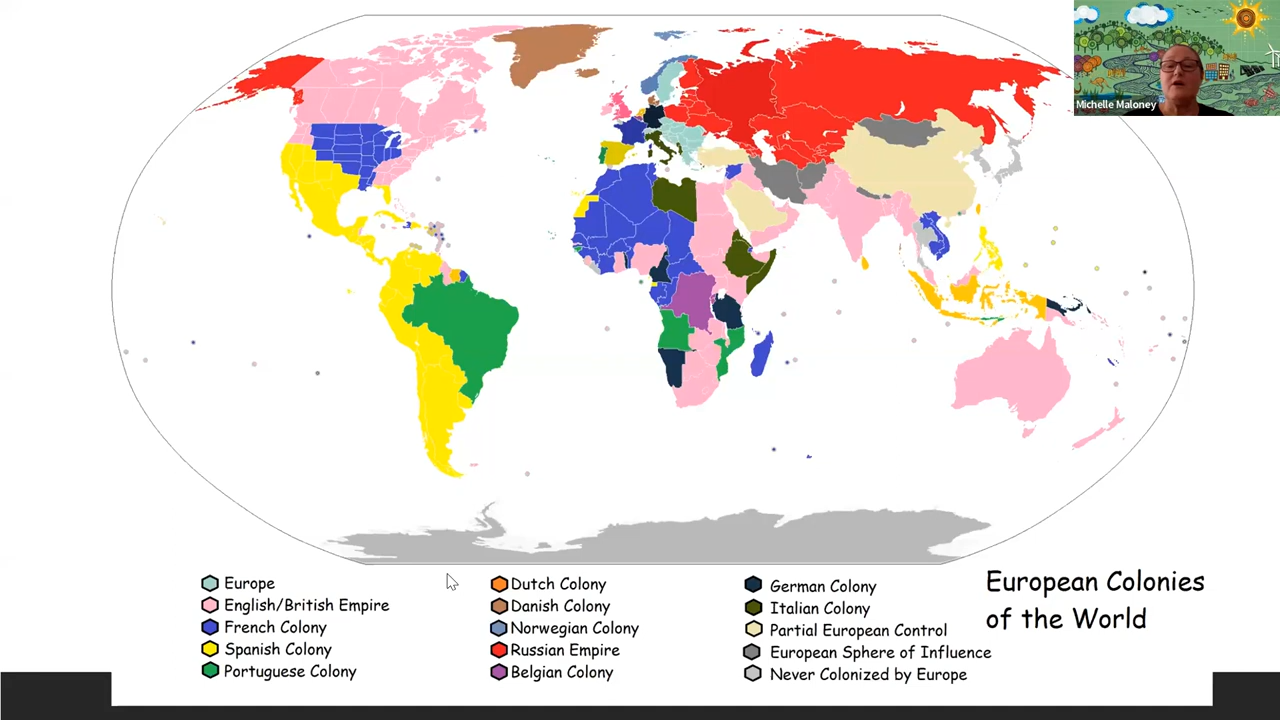 Michelle Maloney
Europe
English/British Empire
French Colony
Spanish Colony
Portuguese Colony
Dutch Colony
Danish Colony
Norwegian Colony
Russian Empire
Belgian Colony
German Colony
Italian Colony
Partial European Control
European Sphere of Influence
Never Colonized by Europe
European Colonies
of the World